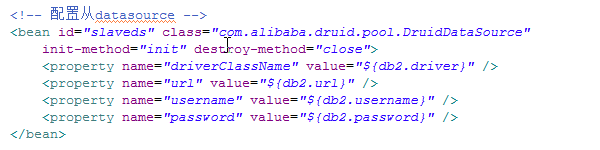 <!-- 配置从datasource -->
<bean id="slaveds" class="com.alibaba.druid.pool.DruidDataSource"
init-method="init" destroy-method="close">
<property name="driverClassName" value="${db2.driver}" />
<property name="url" value="${db2.url}" />
<property name="username" value="${db2.username}" />
<property name="password" value="${db2.password}" />
</bean>